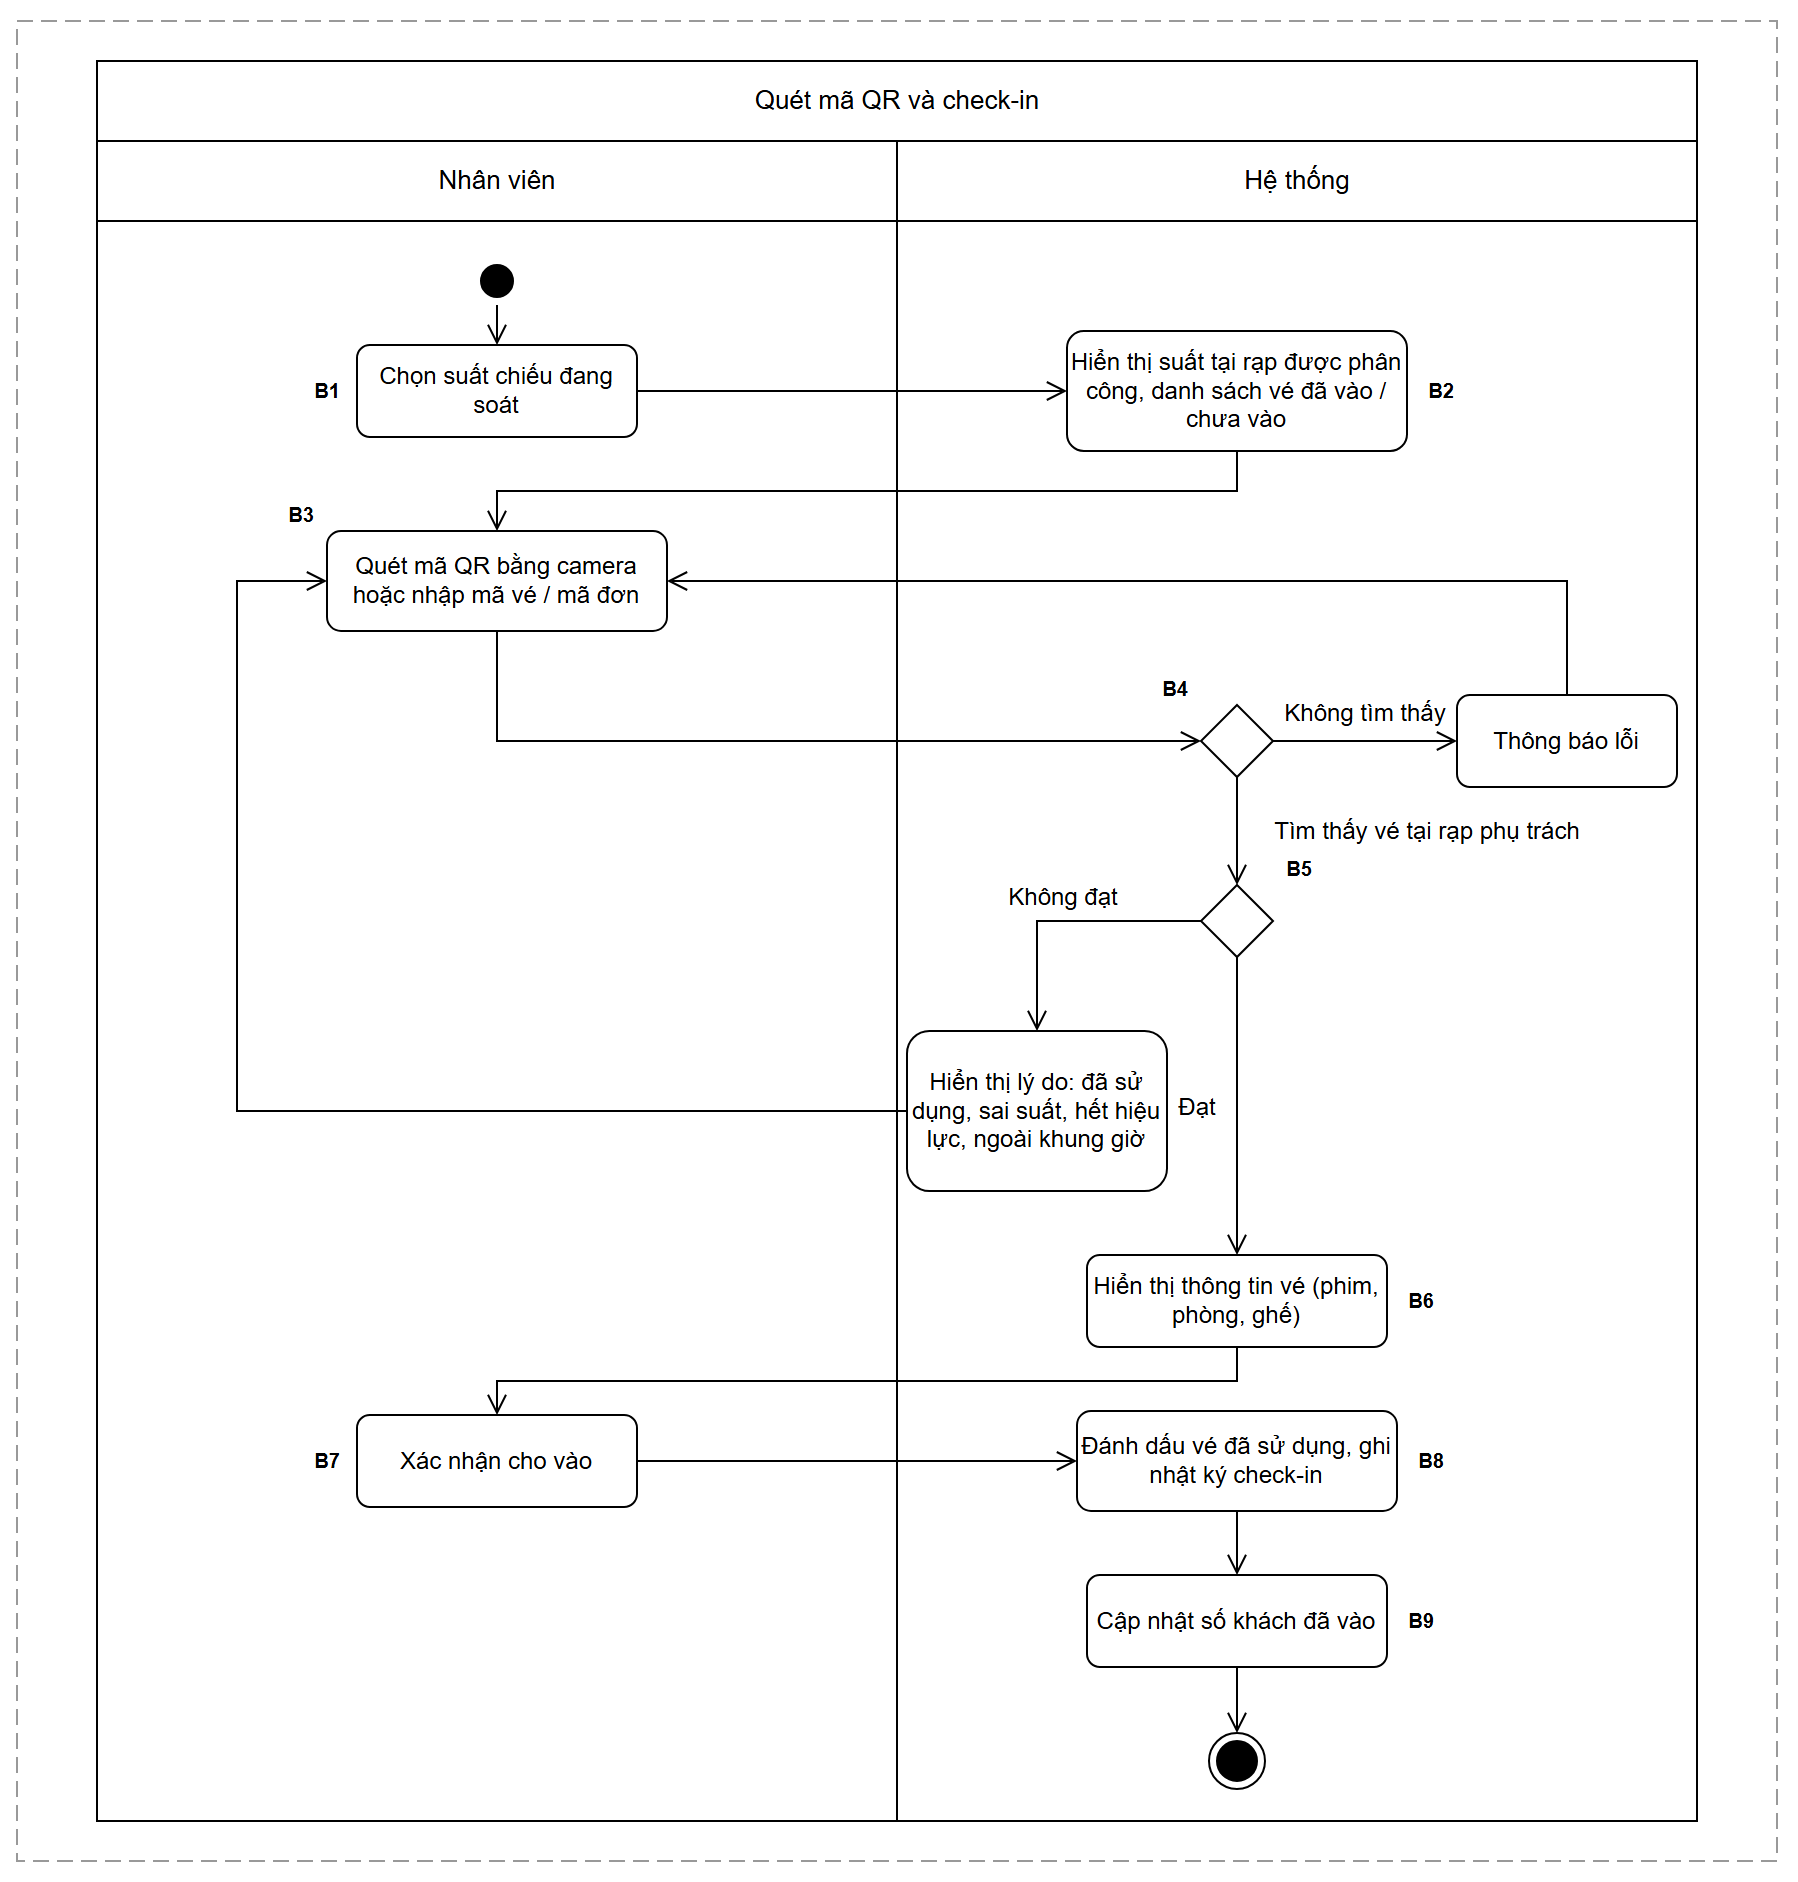 Quét mã QR và check-in
Nhân viên
Hệ thống
B1
Chọn suất chiếu đang
soát
Hiển thị suất tại rạp được phân
công, danh sách vé đã vào /
chưa vào
B2
B3
Quét mã QR bằng camera
hoặc nhập mã vé / mã đơn
B4
Không tìm thấy
Thông báo lỗi
Tìm thấy vé tại rạp phụ trách
B5
Không đạt
Hiển thị lý do: đã sử
dụng, sai suất, hết hiệu
lực, ngoài khung giờ
Đạt
Hiển thị thông tin vé (phim,
phòng, ghế)
B6
B7
Xác nhận cho vào
Đánh dấu vé đã sử dụng, ghi
nhật ký check-in
B8
Cập nhật số khách đã vào
B9